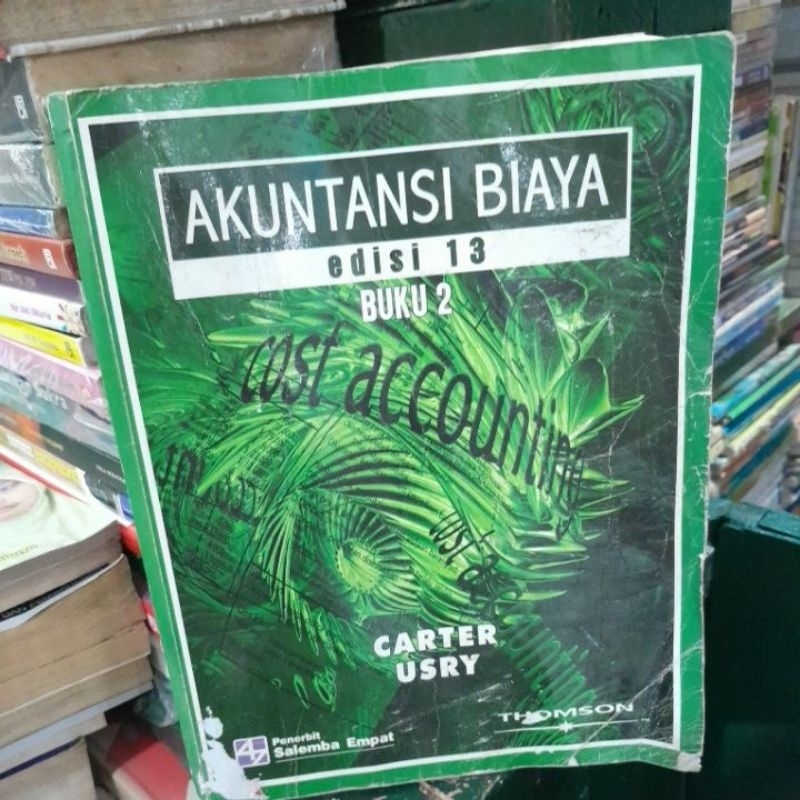 AKUNTANSI BIAYA
edisi 13
BUKU 2
cost accounting
CARTER
USRY
THOMSON
Penerbit
Salemba Empat